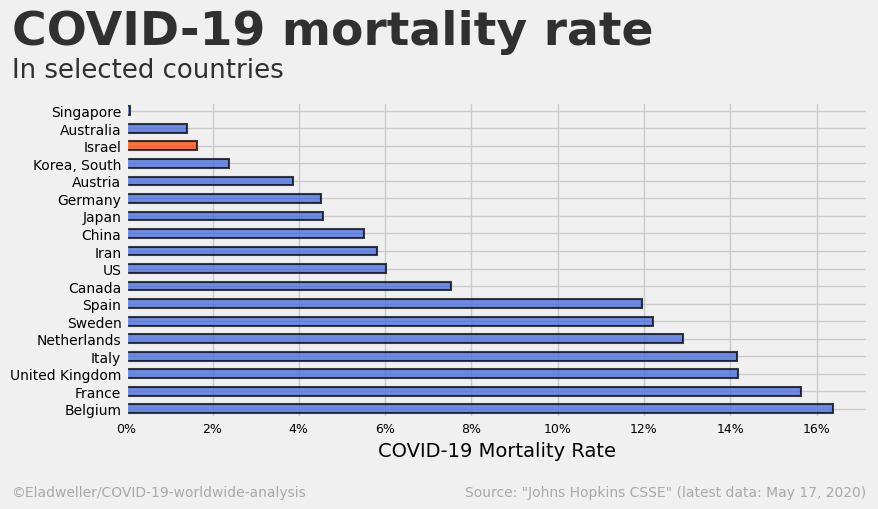 COVID-19 mortality rate
In selected countries
Singapore
Australia
Israel
Korea, South
Austria
Germany
Japan
China
Iran
US
Canada
Spain
Sweden
Netherlands
Italy
United Kingdom
France
Belgium
0% 2% 4% 6% 8% 10% 12% 14% 16%
COVID-19 Mortality Rate
©Eladweller/COVID-19-worldwide-analysis Source: "Johns Hopkins CSSE" (latest data: May 17, 2020)